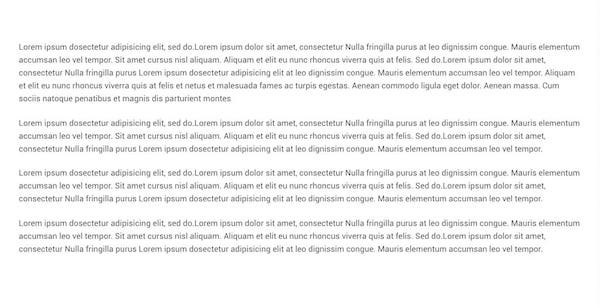 Lorem ipsum dosectetur adipisicing elit, sed do.Lorem ipsum dolor sit amet, consectetur Nulla fringilla purus at leo dignissim congue. Mauris elementum
accumsan leo vel tempor. Sit amet cursus nisl aliquam. Aliquam et elit eu nunc rhoncus viverra quis at felis. Sed do.Lorem ipsum dolor sit amet,
consectetur Nulla fringilla purus Lorem ipsum dosectetur adipisicing elit at leo dignissim congue. Mauris elementum accumsan leo vel tempor. Aliquam
et elit eu nunc rhoncus viverra quis at felis et netus et malesuada fames ac turpis egestas. Aenean commodo ligula eget dolor. Aenean massa. Cum
sociis natoque penatibus et magnis dis parturient montes
Lorem ipsum dosectetur adipisicing elit, sed do.Lorem ipsum dolor sit amet, consectetur Nulla fringilla purus at leo dignissim congue. Mauris elementum
accumsan leo vel tempor. Sit amet cursus nisl aliquam. Aliquam et elit eu nunc rhoncus viverra quis at felis. Sed do.Lorem ipsum dolor sit amet,
consectetur Nulla fringilla purus Lorem ipsum dosectetur adipisicing elit at leo dignissim congue. Mauris elementum accumsan leo vel tempor.
Lorem ipsum dosectetur adipisicing elit, sed do.Lorem ipsum dolor sit amet, consectetur Nulla fringilla purus at leo dignissim congue. Mauris elementum
accumsan leo vel tempor. Sit amet cursus nisl aliquam. Aliquam et elit eu nunc rhoncus viverra quis at felis. Sed do.Lorem ipsum dolor sit amet,
consectetur Nulla fringilla purus Lorem ipsum dosectetur adipisicing elit at leo dignissim congue. Mauris elementum accumsan leo vel tempor.
Lorem ipsum dosectetur adipisicing elit, sed do.Lorem ipsum dolor sit amet, consectetur Nulla fringilla purus at leo dignissim congue. Mauris elementum
accumsan leo vel tempor. Sit amet cursus nisl aliquam. Aliquam et elit eu nunc rhoncus viverra quis at felis. Sed do.Lorem ipsum dolor sit amet,
consectetur Nulla fringilla purus Lorem ipsum dosectetur adipisicing elit at leo dignissim congue. Mauris elementum accumsan leo vel tempor.